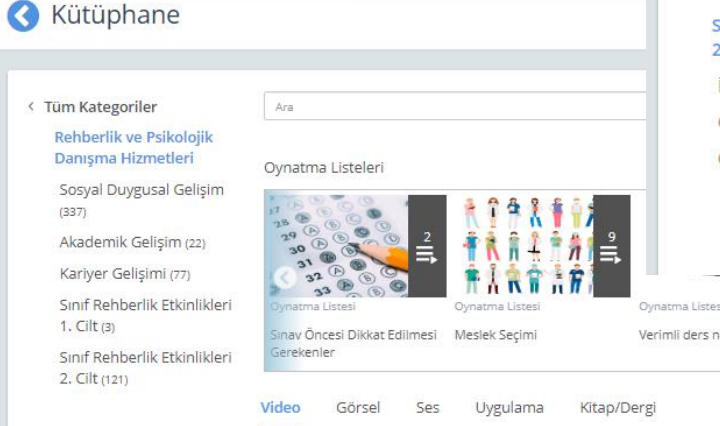 Kütüphane
Tüm Kategoriler
Rehberlik ve Psikolojik
Danışma Hizmetleri
Sosyal Duygusal Gelişim
(337)
Akademik Gelişim (22)
Kariyer Gelişimi (77)
Sınıf Rehberlik Etkinlikleri
1. Cilt (3)
Sınıf Rehberlik Etkinlikleri
2. Cilt (121)
Ara
Oynatma Listeleri
2
9
Oynatma Listesi
Sınav Öncesi Dikkat Edilmesi
Gerekenler
Oynatma Listesi
Meslek Seçimi
Oynatma Listes
Verimli ders n
Video Görsel Ses Uygulama Kitap/Dergi